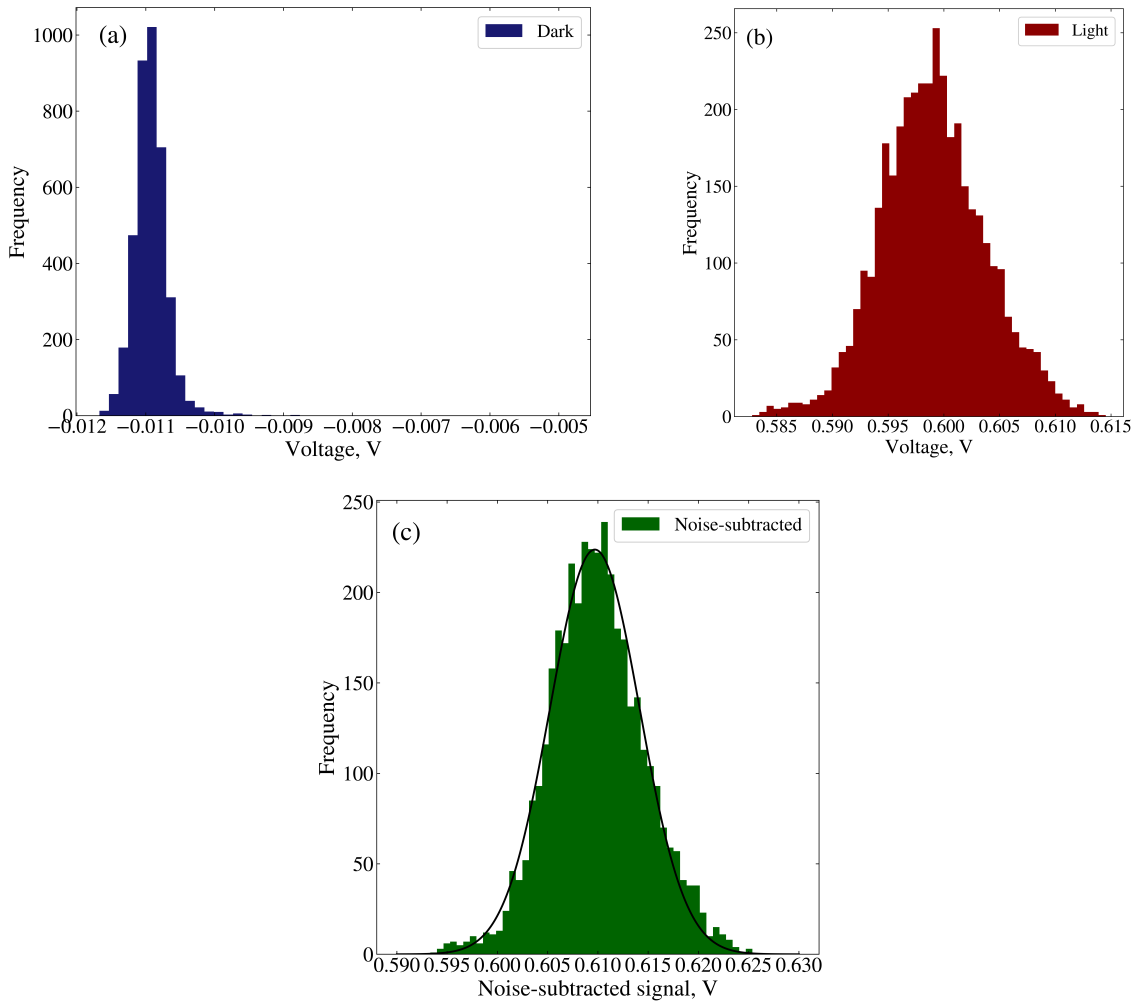 (a)
Dark
Frequency
1000
800
600
400
200
0
−0.012 −0.011 −0.010 −0.009 −0.008 −0.007 −0.006 −0.005
Voltage, V
(b)
Light
Frequency
250
200
150
100
50
0
0.585 0.590 0.595 0.600 0.605 0.610 0.615
Voltage, V
(c)
Noise-subtracted
Frequency
250
200
150
100
50
0
0.590 0.595 0.600 0.605 0.610 0.615 0.620 0.625 0.630
Noise-subtracted signal, V